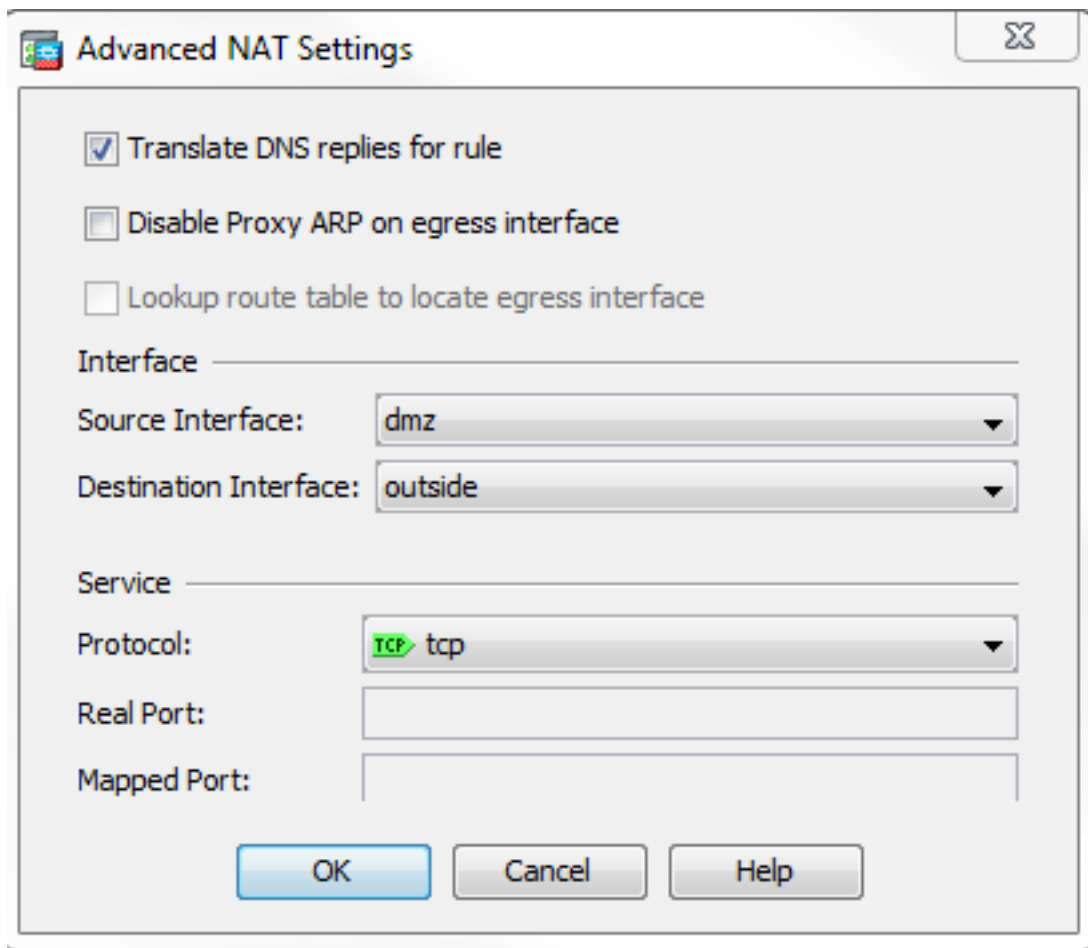 Advanced NAT Settings
Translate DNS replies for rule
Disable Proxy ARP on egress interface
Lookup route table to locate egress interface
Interface
Source Interface: dmz
Destination Interface: outside
Service
Protocol: TCP tcp
Real Port:
Mapped Port:
OK Cancel Help